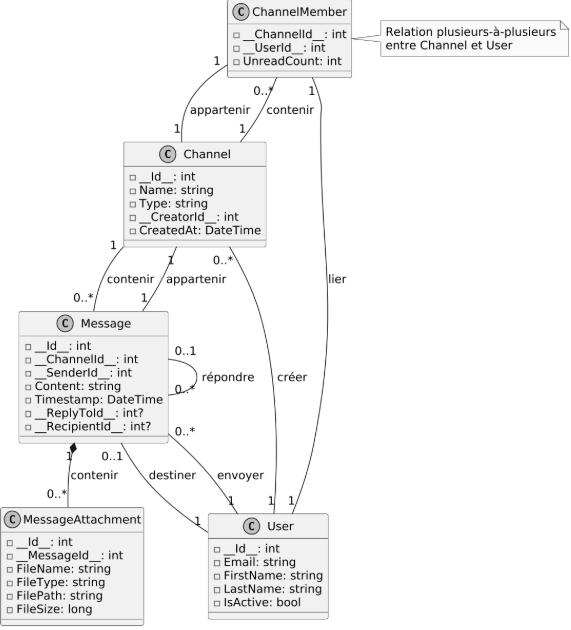 C ChannelMember
__ChannelId__: int
__UserId__: int
UnreadCount: int
Relation plusieurs-à-plusieurs
entre Channel et User
1
0..*
1
appartenir
contenir
1
1
C Channel
__Id__: int
Name: string
Type: string
__CreatorId__: int
CreatedAt: DateTime
lier
1
1
0..*
contenir
appartenir
0..*
1
C Message
__Id__: int
__ChannelId__: int
__SenderId__: int
Content: string
Timestamp: DateTime
__ReplyToId__: int?
__RecipientId__: int?
0..1
répondre
0..*
créer
1
0..1
0..*
contenir
destiner
envoyer
0..*
1
1
1
1
C MessageAttachment
__Id__: int
__MessageId__: int
FileName: string
FileType: string
FilePath: string
FileSize: long
C User
__Id__: int
Email: string
FirstName: string
LastName: string
IsActive: bool